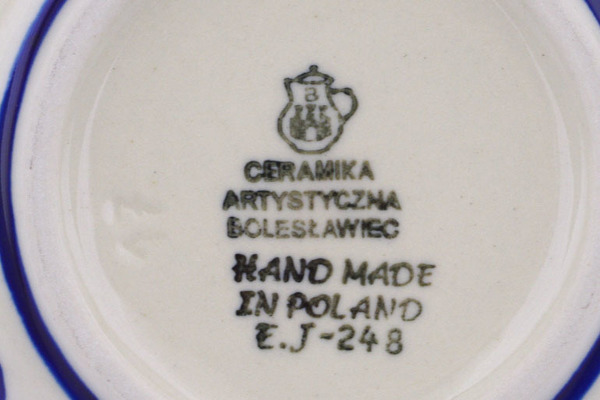 B
CERAMIKA
ARTYSTYCZNA
BOLESŁAWIEC
HAND MADE
IN POLAND
E.J-248